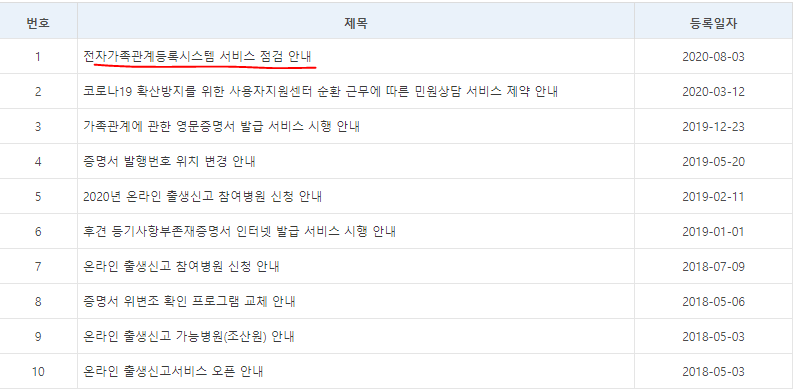 번호 제목 등록일자
1 전자가족관계등록시스템 서비스 점검 안내 2020-08-03
2 코로나19 확산방지를 위한 사용자지원센터 순환 근무에 따른 민원상담 서비스 제약 안내 2020-03-12
3 가족관계에 관한 영문증명서 발급 서비스 시행 안내 2019-12-23
4 증명서 발행번호 위치 변경 안내 2019-05-20
5 2020년 온라인 출생신고 참여병원 신청 안내 2019-02-11
6 후견 등기사항부존재증명서 인터넷 발급 서비스 시행 안내 2019-01-01
7 온라인 출생신고 참여병원 신청 안내 2018-07-09
8 증명서 위변조 확인 프로그램 교체 안내 2018-05-06
9 온라인 출생신고 가능병원(조산원) 안내 2018-05-03
10 온라인 출생신고서비스 오픈 안내 2018-05-03